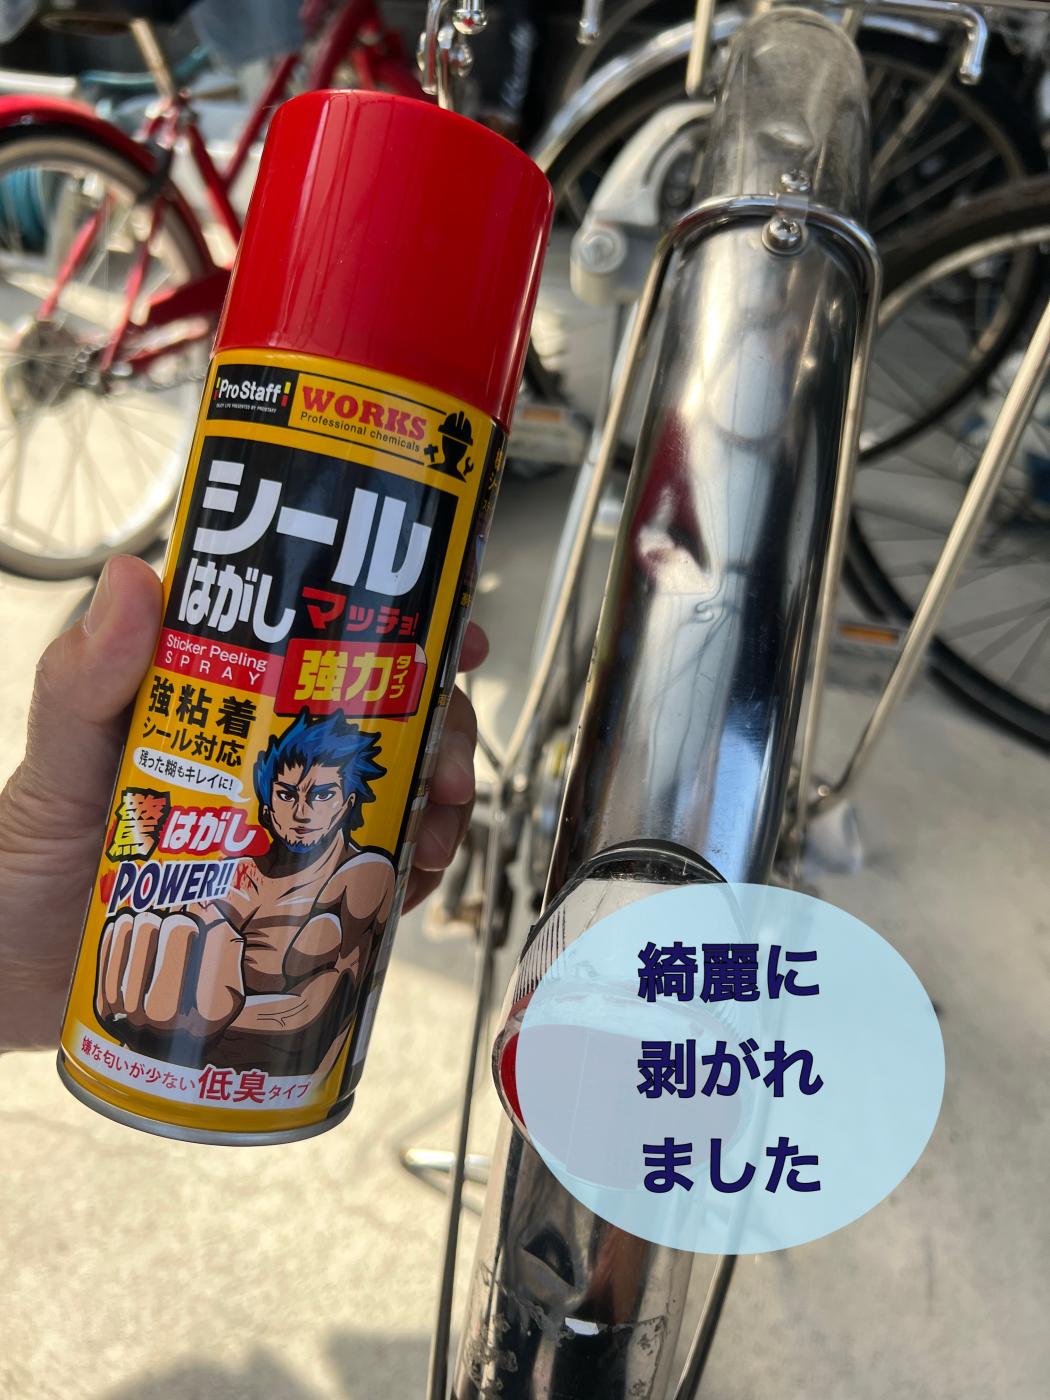 ProStaff
WORKS
Professional chemicals
シール
はがし
マッチョ!
Sticker Peeling
SPRAY
強力タイプ
強粘着
シール対応
残った糊もキレイに!
驚はがし
POWER!!
嫌な匂いが少ない低臭タイプ
綺麗に
剥がれ
ました